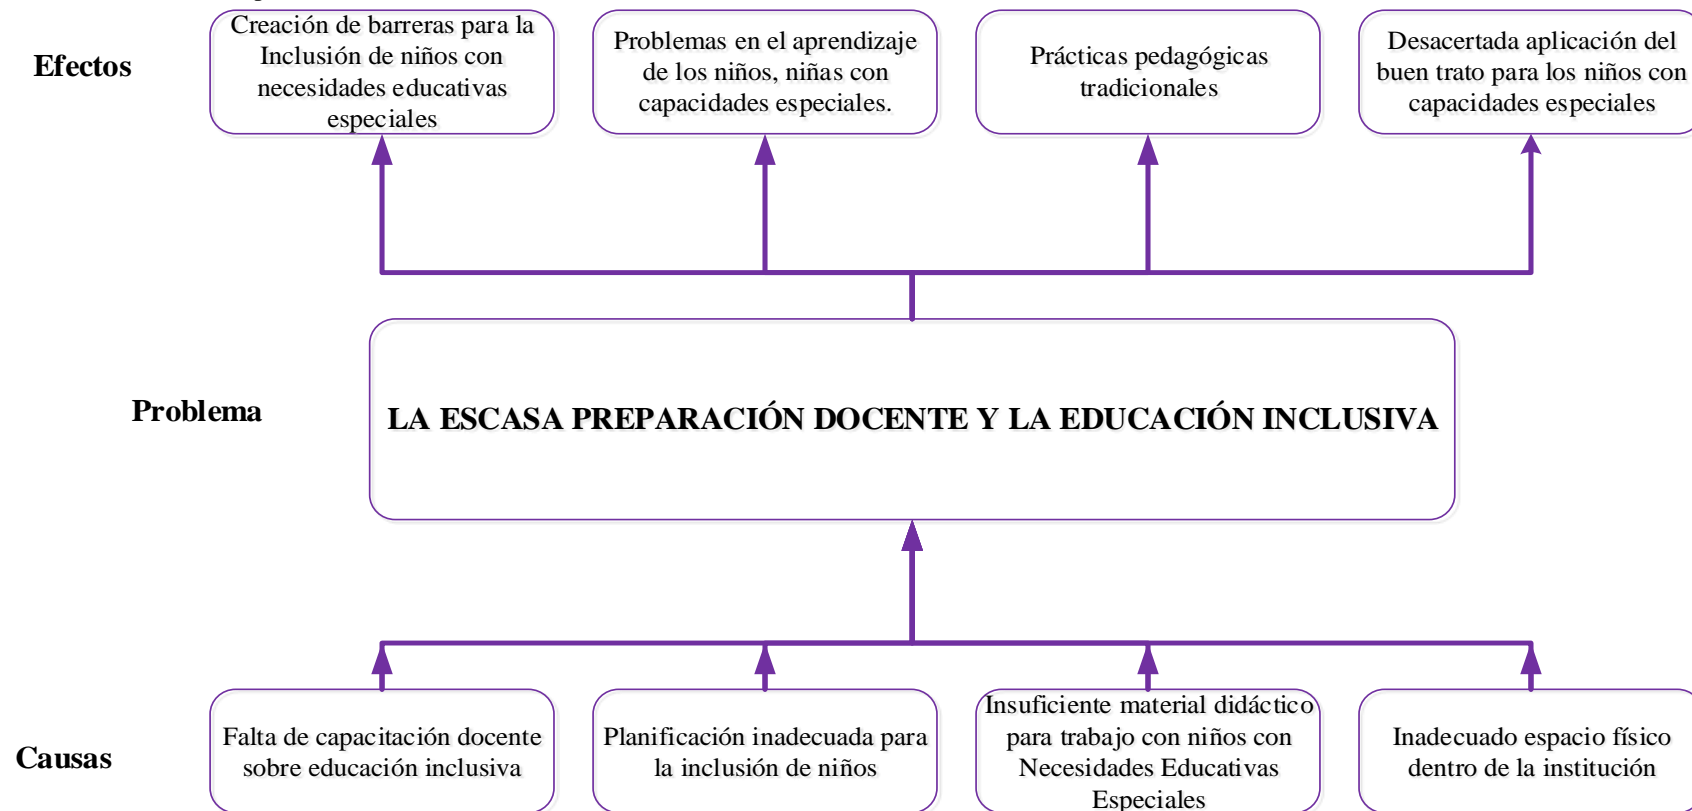 Efectos
Creación de barreras para la
Inclusión de niños con
necesidades educativas
especiales
Problemas en el aprendizaje
de los niños, niñas con
capacidades especiales.
Prácticas pedagógicas
tradicionales
Desacertada aplicación del
buen trato para los niños con
capacidades especiales
Problema
LA ESCASA PREPARACIÓN DOCENTE Y LA EDUCACIÓN INCLUSIVA
Causas
Falta de capacitación docente
sobre educación inclusiva
Planificación inadecuada para
la inclusión de niños
Insuficiente material didáctico
para trabajo con niños con
Necesidades Educativas
Especiales
Inadecuado espacio físico
dentro de la institución